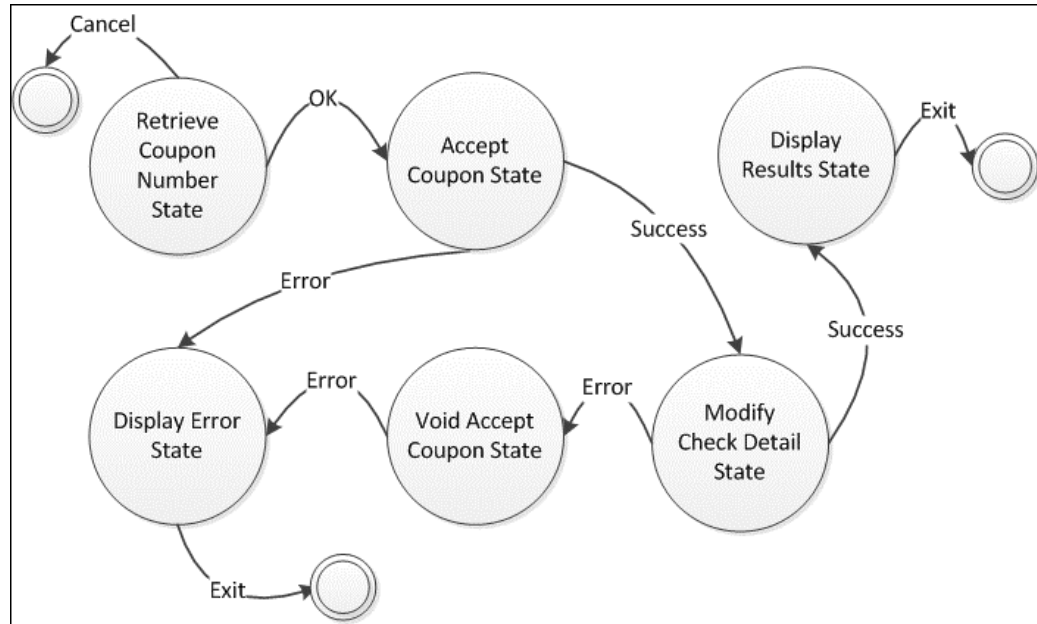 Cancel
Retrieve
Coupon
Number
State
OK
Accept
Coupon State
Display
Results State
Exit
Success
Error
Success
Display Error
State
Error
Void Accept
Coupon State
Error
Modify
Check Detail
State
Exit